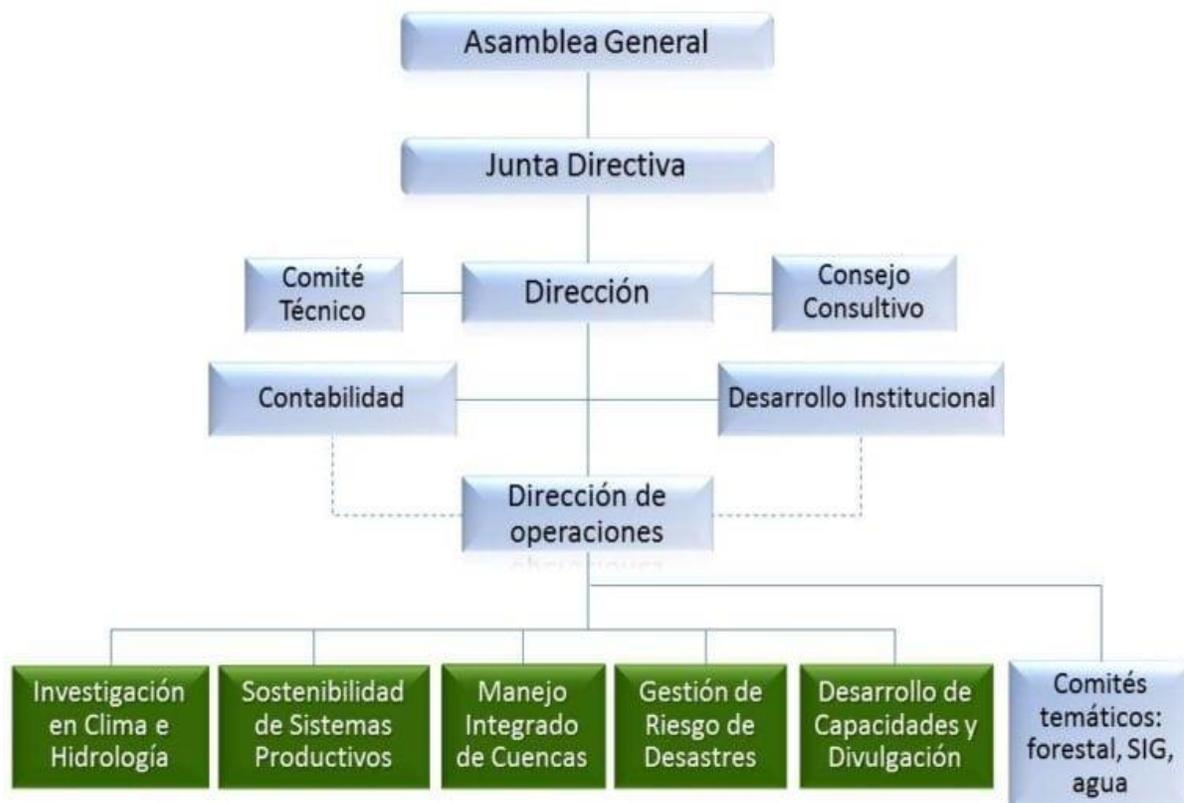 Asamblea General
Junta Directiva
Comité
Técnico
Dirección
Consejo
Consultivo
Contabilidad
Desarrollo Institucional
Dirección de
operaciones
Investigación
en Clima e
Hidrología
Sostenibilidad
de Sistemas
Productivos
Manejo
Integrado
de Cuencas
Gestión de
Riesgo de
Desastres
Desarrollo de
Capacidades y
Divulgación
Comités
temáticos:
forestal, SIG,
agua